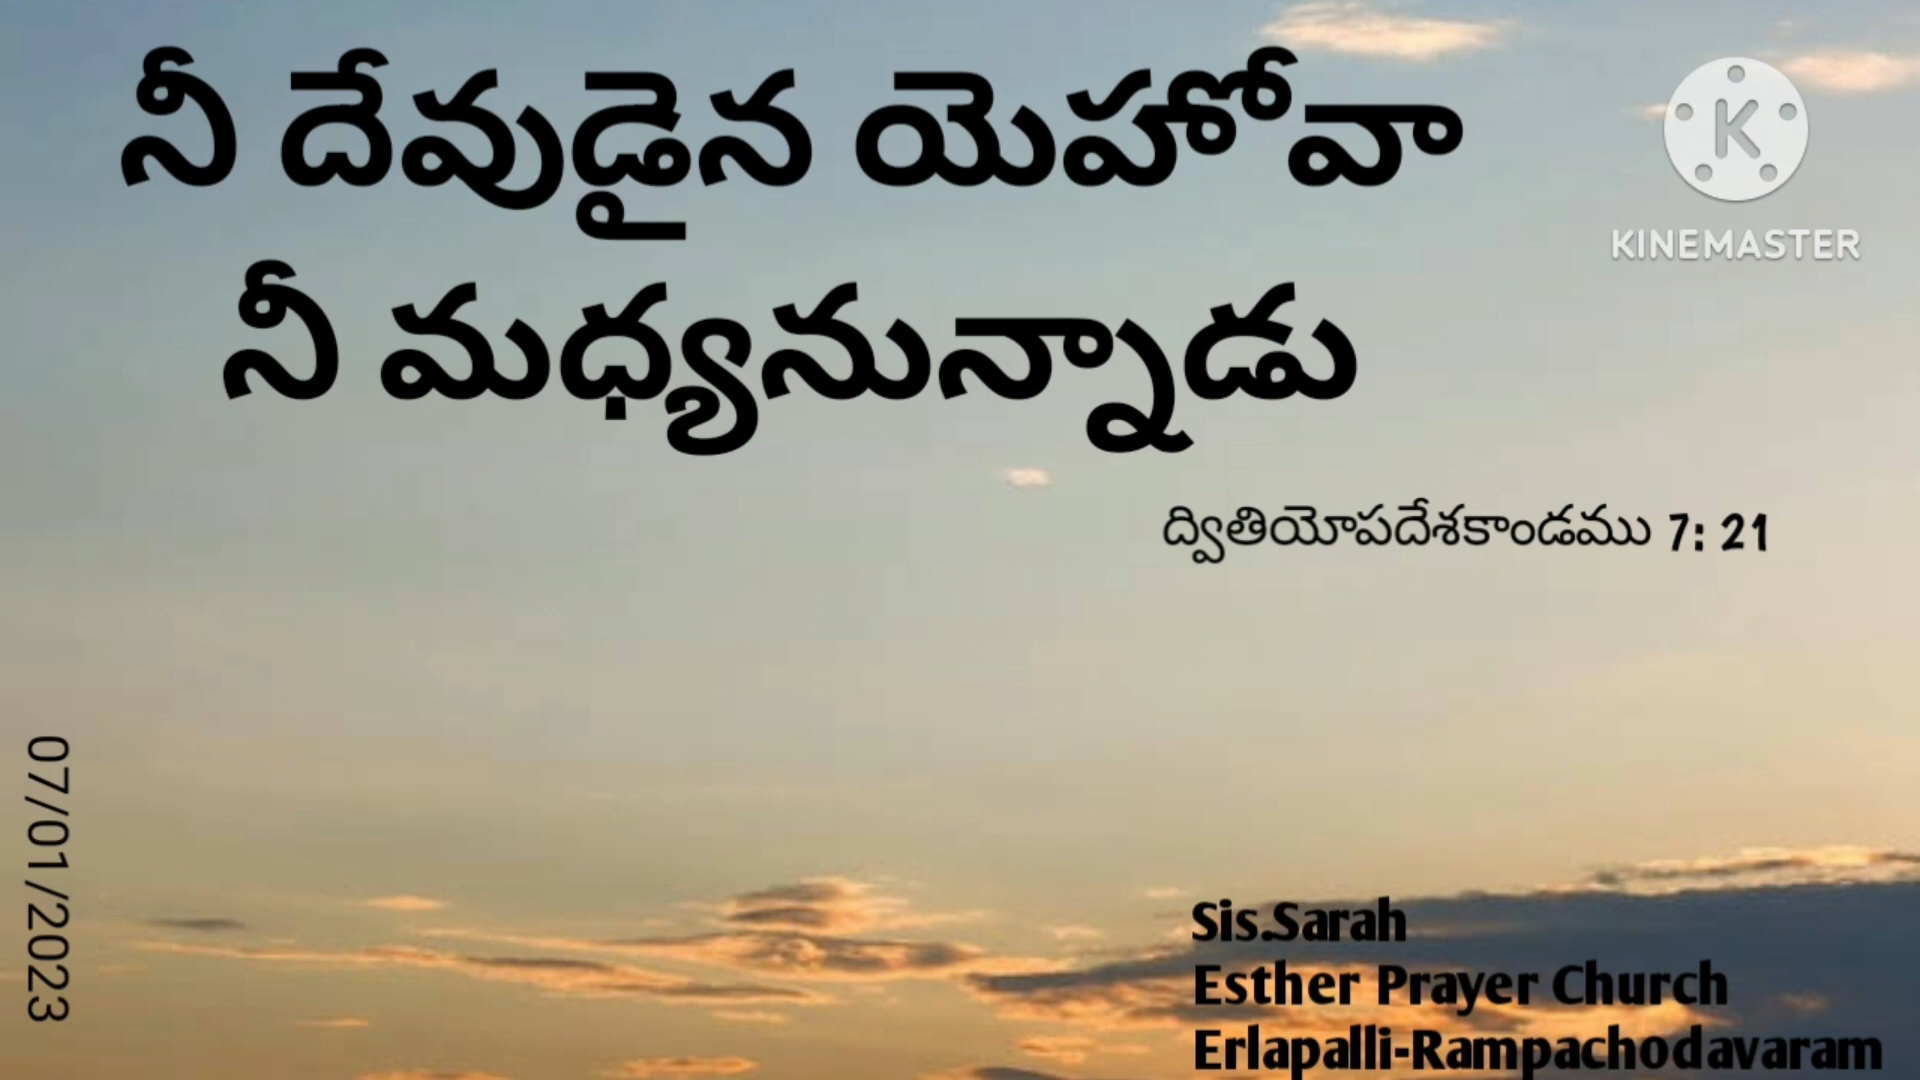 నీ దేవుడైన యెహోవా
నీ మధ్యనున్నాడు
K
KINEMASTER
ద్వితియోపదేశకాండము 7: 21
07/01/2023
Sis.Sarah
Esther Prayer Church
Erlapalli-Rampachodavaram